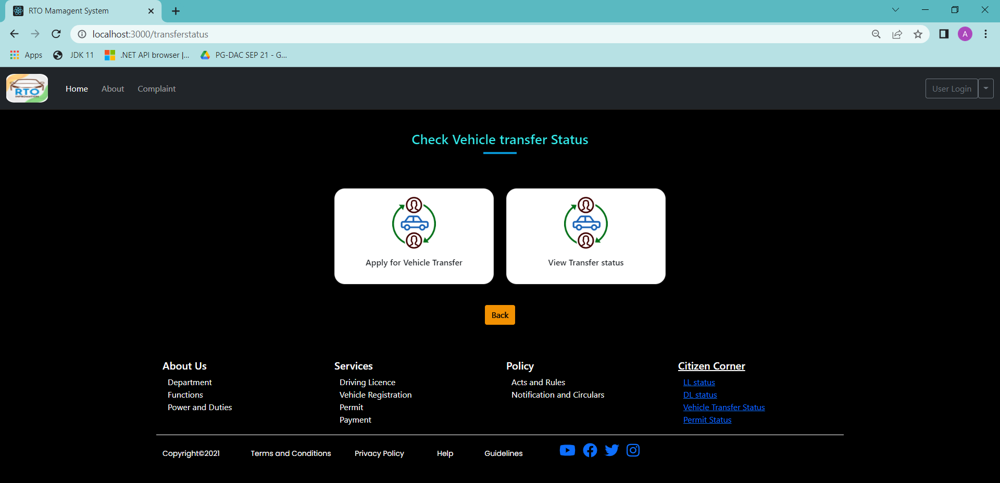 RTO Mamagent System
localhost:3000/transferstatus
A
Apps
JDK 11
.NET API browser |...
PG-DAC SEP 21 - G...
RTO
INFROMATION
Home
About
Complaint
User Login
Check Vehicle transfer Status
Apply for Vehicle Transfer
View Transfer status
Back
About Us
Department
Functions
Power and Duties
Services
Driving Licence
Vehicle Registration
Permit
Payment
Policy
Acts and Rules
Notification and Circulars
Citizen Corner
LL status
DL status
Vehicle Transfer Status
Permit Status
Copyright©2021
Terms and Conditions
Privacy Policy
Help
Guidelines